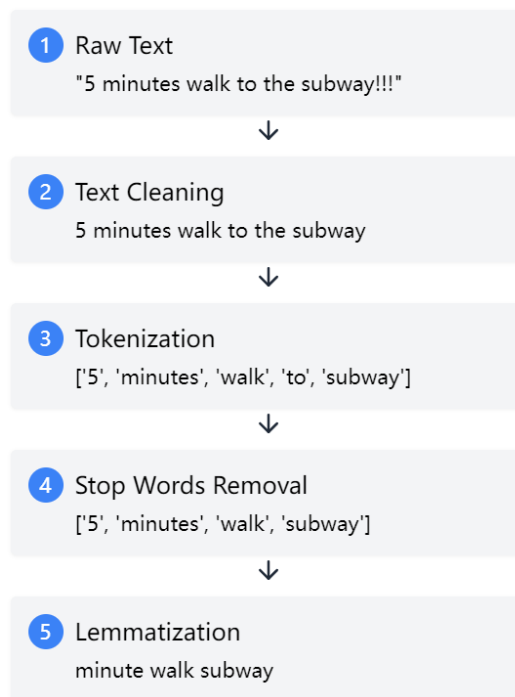 1 Raw Text
"5 minutes walk to the subway!!!"
2 Text Cleaning
5 minutes walk to the subway
3 Tokenization
['5', 'minutes', 'walk', 'to', 'subway']
4 Stop Words Removal
['5', 'minutes', 'walk', 'subway']
5 Lemmatization
minute walk subway